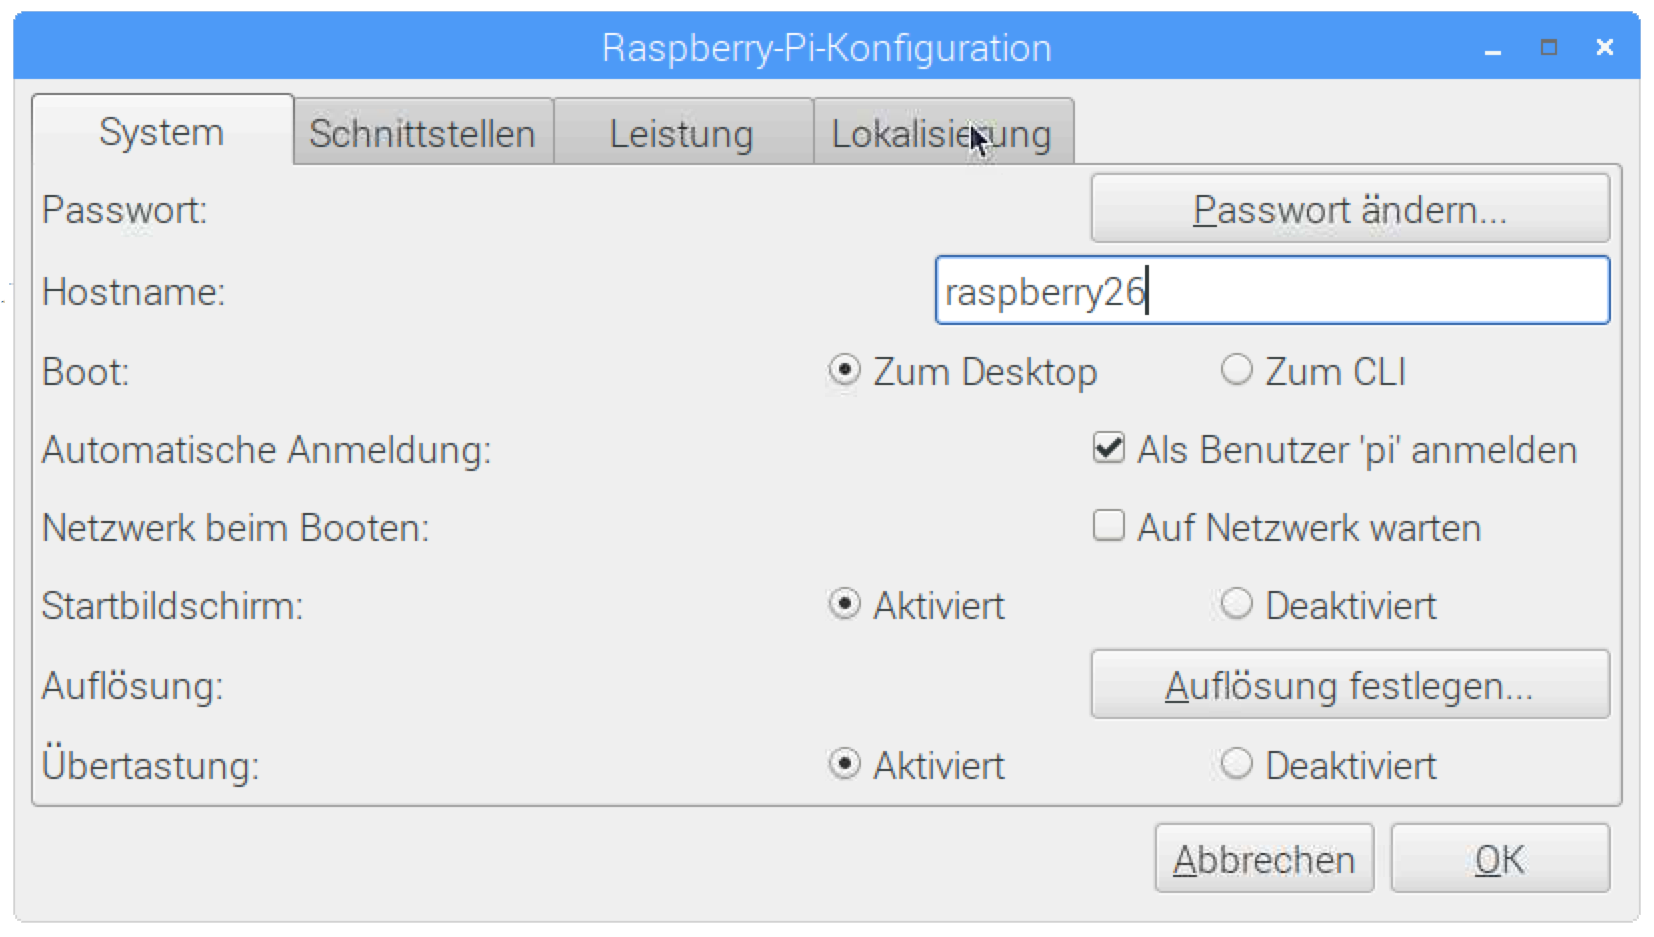 Raspberry-Pi-Konfiguration
System Schnittstellen Leistung Lokalisierung
Passwort: Passwort ändern...
Hostname: raspberry26
Boot: Zum Desktop Zum CLI
Automatische Anmeldung: Als Benutzer 'pi' anmelden
Netzwerk beim Booten: Auf Netzwerk warten
Startbildschirm: Aktiviert Deaktiviert
Auflösung: Auflösung festlegen...
Übertastung: Aktiviert Deaktiviert
Abbrechen OK